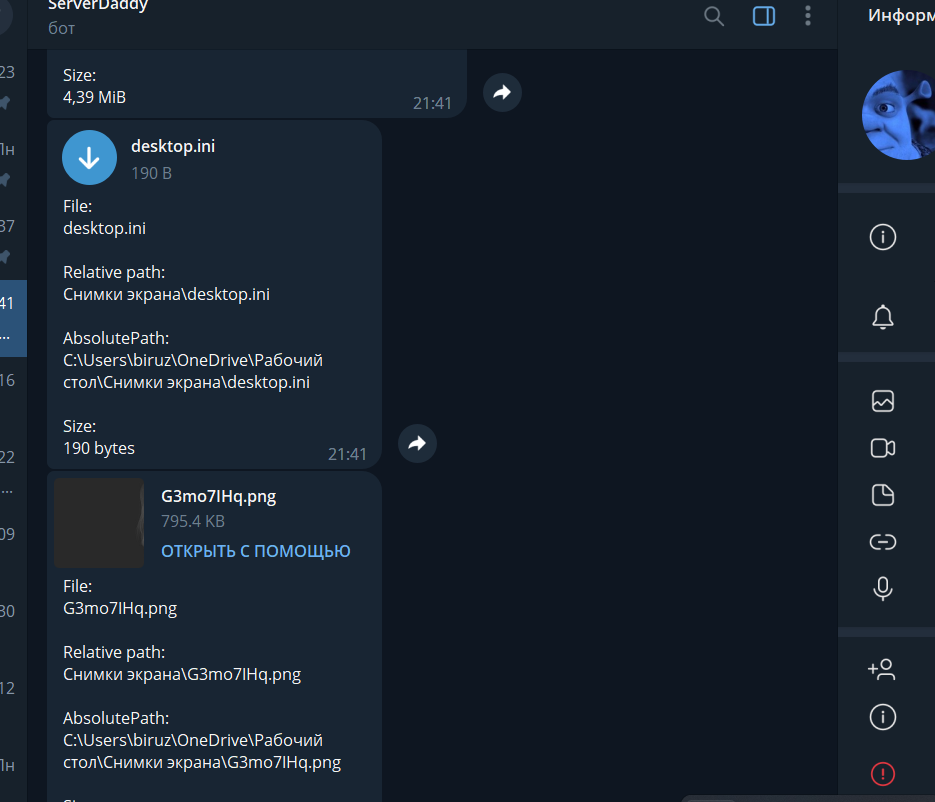 ServerDaddy
бот
Информ
23
Size:
4,39 MiB
21:41
Пн
desktop.ini
190 B
File:
desktop.ini
37
Relative path:
Снимки экрана\desktop.ini
41
...
AbsolutePath:
C:\Users\biruz\OneDrive\Рабочий
стол\Снимки экрана\desktop.ini
16
Size:
190 bytes
21:41
22
...
G3mo7IHq.png
795.4 KB
09
ОТКРЫТЬ С ПОМОЩЬЮ
File:
G3mo7IHq.png
30
Relative path:
Снимки экрана\G3mo7IHq.png
12
AbsolutePath:
C:\Users\biruz\OneDrive\Рабочий
стол\Снимки экрана\G3mo7IHq.png
Пн